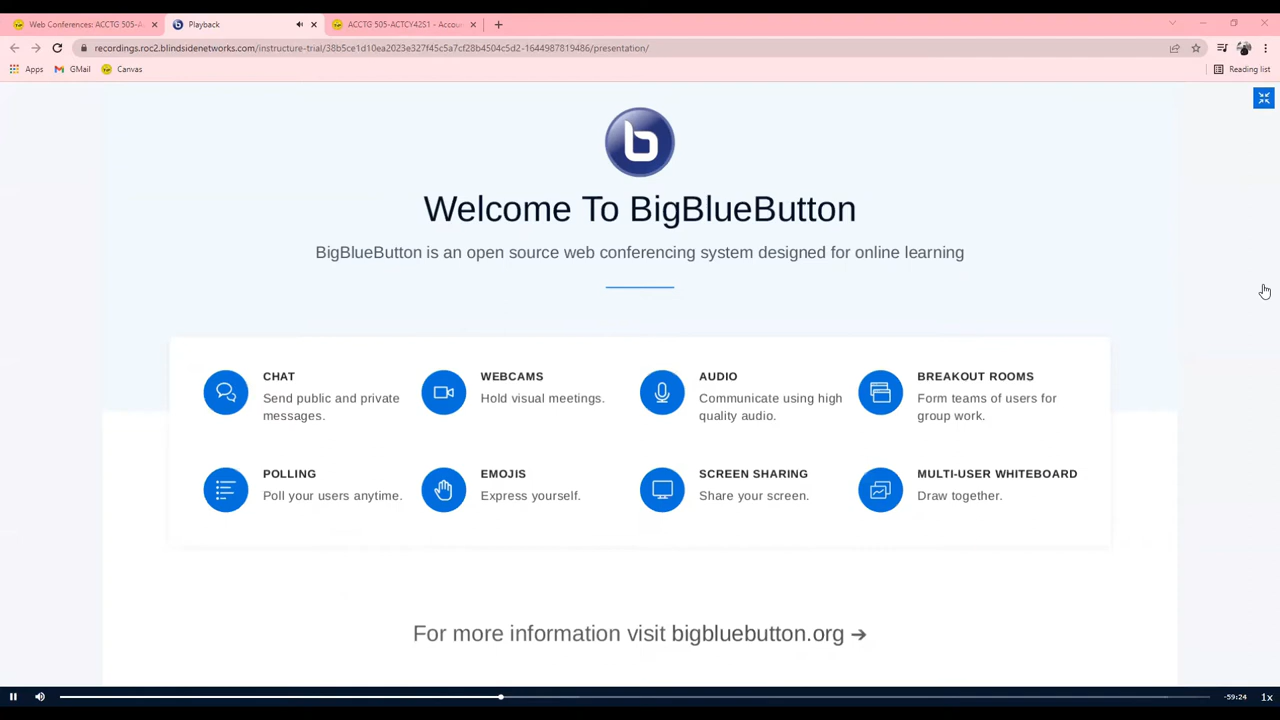 Web Conferences: ACCTG 505-A
Playback
ACCTG 505-ACTCY42S1 - Accou
recordings.roc2.blindsidenetworks.com/instructure-trial/38b5ce1d10ea2023e327f45c5a7cf28b4504c5d2-1644987819486/presentation/
Apps
GMail
Canvas
Reading list
Welcome To BigBlueButton
BigBlueButton is an open source web conferencing system designed for online learning
CHAT
Send public and private
messages.
WEBCAMS
Hold visual meetings.
AUDIO
Communicate using high
quality audio.
BREAKOUT ROOMS
Form teams of users for
group work.
POLLING
Poll your users anytime.
EMOJIS
Express yourself.
SCREEN SHARING
Share your screen.
MULTI-USER WHITEBOARD
Draw together.
For more information visit bigbluebutton.org ➔
-59:24
1x